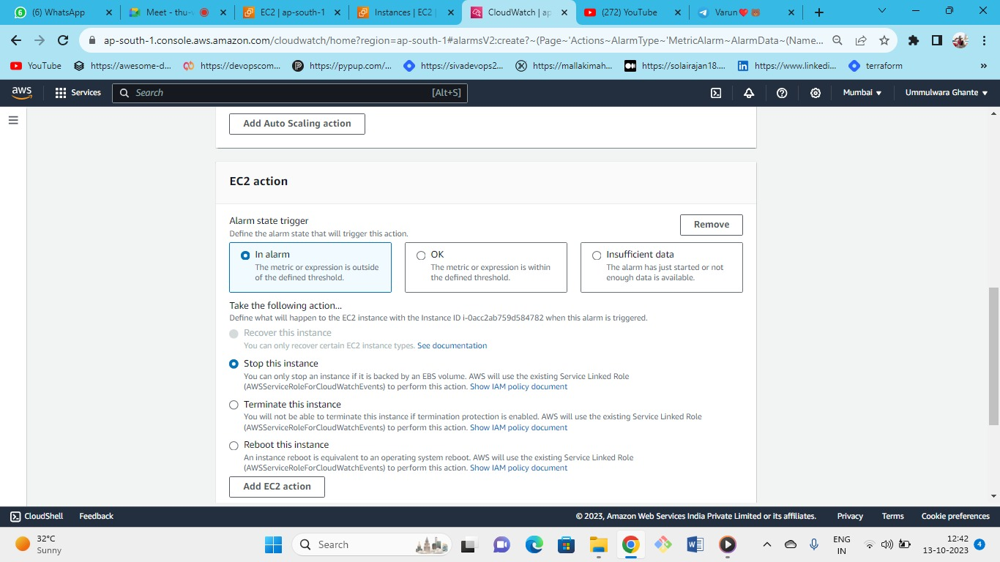 (6) WhatsApp
Meet - thu-
EC2 | ap-south-1
Instances | EC2 |
CloudWatch | ap
(272) YouTube
Varun❤️🐻
ap-south-1.console.aws.amazon.com/cloudwatch/home?region=ap-south-1#alarmsV2:create?~(Page~'Actions~AlarmType~'MetricAlarm~AlarmData~(Name...
YouTube
https://awesome-d...
https://devopscom...
https://pypup.com/...
https://sivadevops2...
https://mallakimah...
https://solairajan18....
https://www.linkedi...
terraform
»
aws
Services
Search
[Alt+S]
Mumbai
Ummulwara Ghante
Add Auto Scaling action
EC2 action
Alarm state trigger
Define the alarm state that will trigger this action.
Remove
In alarm
The metric or expression is outside
of the defined threshold.
OK
The metric or expression is within
the defined threshold.
Insufficient data
The alarm has just started or not
enough data is available.
Take the following action...
Define what will happen to the EC2 instance with the Instance ID i-0acc2ab759d584782 when this alarm is triggered.
Recover this instance
You can only recover certain EC2 instance types. See documentation
Stop this instance
You can only stop an instance if it is backed by an EBS volume. AWS will use the existing Service Linked Role
(AWSServiceRoleForCloudWatchEvents) to perform this action. Show IAM policy document
Terminate this instance
You will not be able to terminate this instance if termination protection is enabled. AWS will use the existing Service Linked Role
(AWSServiceRoleForCloudWatchEvents) to perform this action. Show IAM policy document
Reboot this instance
An instance reboot is equivalent to an operating system reboot. AWS will use the existing Service Linked Role
(AWSServiceRoleForCloudWatchEvents) to perform this action. Show IAM policy document
Add EC2 action
CloudShell
Feedback
© 2023, Amazon Web Services India Private Limited or its affiliates.
Privacy
Terms
Cookie preferences
32°C
Sunny
Search
ENG
IN
12:42
13-10-2023
4